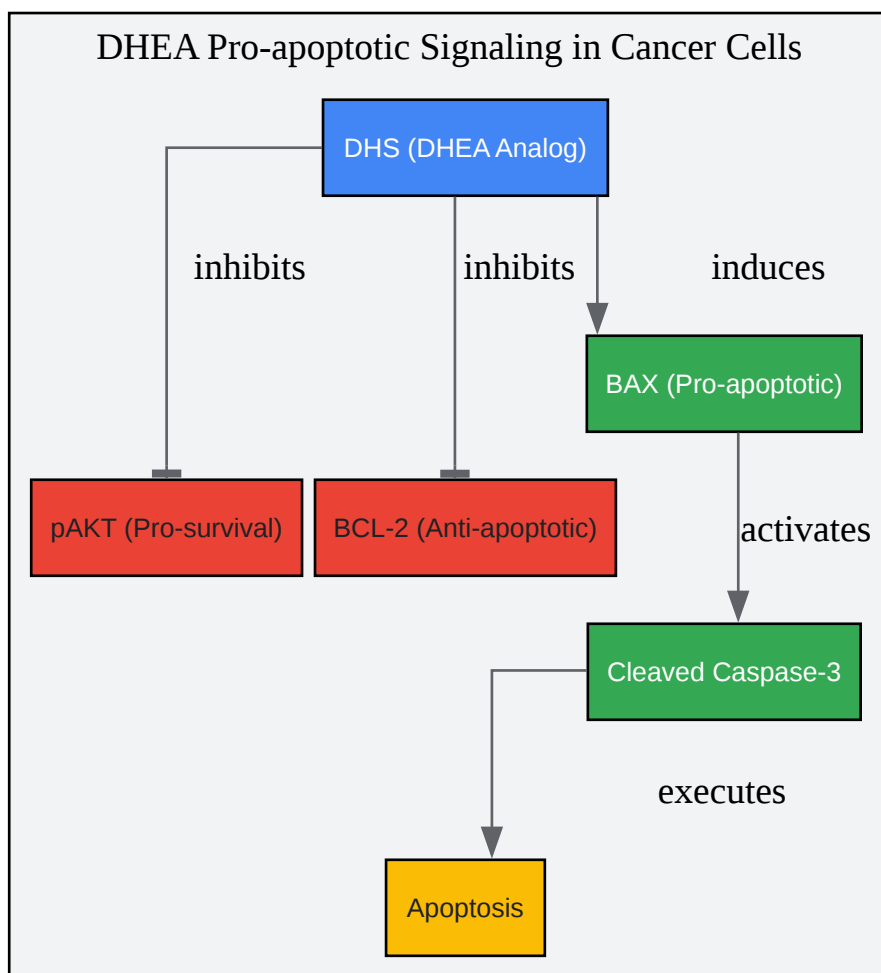 DHEA Pro-apoptotic Signaling in Cancer Cells
DHS (DHEA Analog)
inhibits
inhibits
induces
BAX (Pro-apoptotic)
pAKT (Pro-survival)
BCL-2 (Anti-apoptotic)
activates
Cleaved Caspase-3
executes
Apoptosis